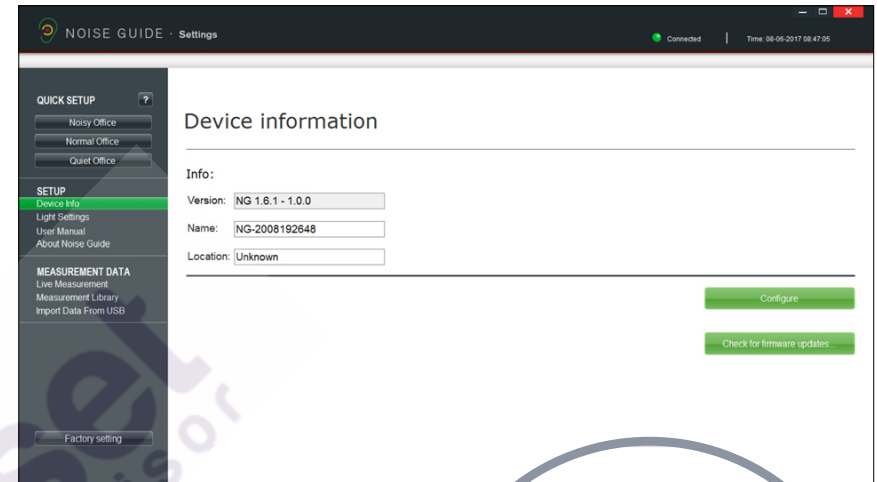 NOISE GUIDE · Settings
Connected | Time: 08-06-2017 08:47:05
QUICK SETUP ?
Noisy Office
Normal Office
Quiet Office
SETUP
Device Info
Light Settings
User Manual
About Noise Guide
MEASUREMENT DATA
Live Measurement
Measurement Library
Import Data From USB
Factory setting
Device information
Info:
Version: NG 1.6.1 - 1.0.0
Name: NG-2008192648
Location: Unknown
Configure
Check for firmware updates...